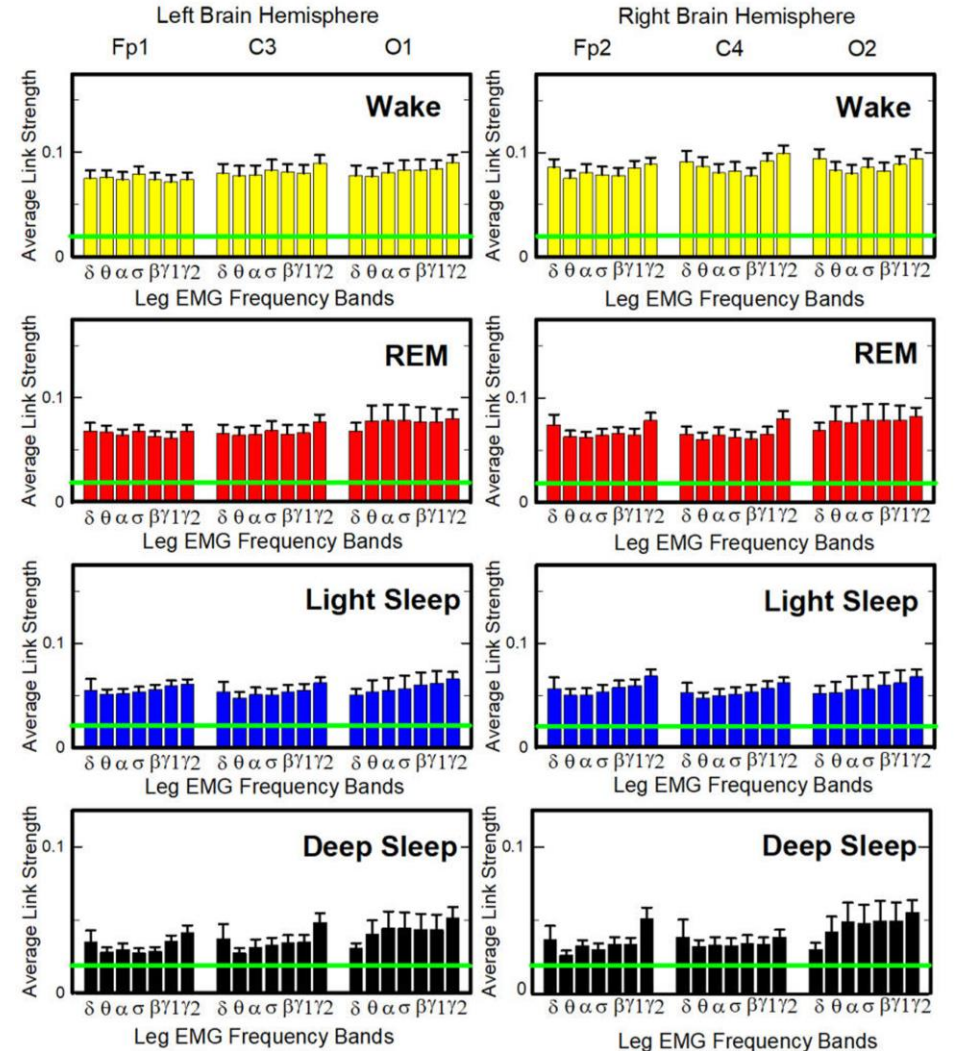 Left Brain Hemisphere
Right Brain Hemisphere
Fp1 C3 O1
Fp2 C4 O2
Average Link Strength
0.1
0
Wake
δ θ α σ β γ1 γ2 δ θ α σ β γ1 γ2 δ θ α σ β γ1 γ2
Leg EMG Frequency Bands
Average Link Strength
0.1
0
Wake
δ θ α σ β γ1 γ2 δ θ α σ β γ1 γ2 δ θ α σ β γ1 γ2
Leg EMG Frequency Bands
Average Link Strength
0.1
0
REM
δ θ α σ β γ1 γ2 δ θ α σ β γ1 γ2 δ θ α σ β γ1 γ2
Leg EMG Frequency Bands
Average Link Strength
0.1
0
REM
δ θ α σ β γ1 γ2 δ θ α σ β γ1 γ2 δ θ α σ β γ1 γ2
Leg EMG Frequency Bands
Average Link Strength
0.1
0
Light Sleep
δ θ α σ β γ1 γ2 δ θ α σ β γ1 γ2 δ θ α σ β γ1 γ2
Leg EMG Frequency Bands
Average Link Strength
0.1
0
Light Sleep
δ θ α σ β γ1 γ2 δ θ α σ β γ1 γ2 δ θ α σ β γ1 γ2
Leg EMG Frequency Bands
Average Link Strength
0.1
0
Deep Sleep
δ θ α σ β γ1 γ2 δ θ α σ β γ1 γ2 δ θ α σ β γ1 γ2
Leg EMG Frequency Bands
Average Link Strength
0.1
0
Deep Sleep
δ θ α σ β γ1 γ2 δ θ α σ β γ1 γ2 δ θ α σ β γ1 γ2
Leg EMG Frequency Bands